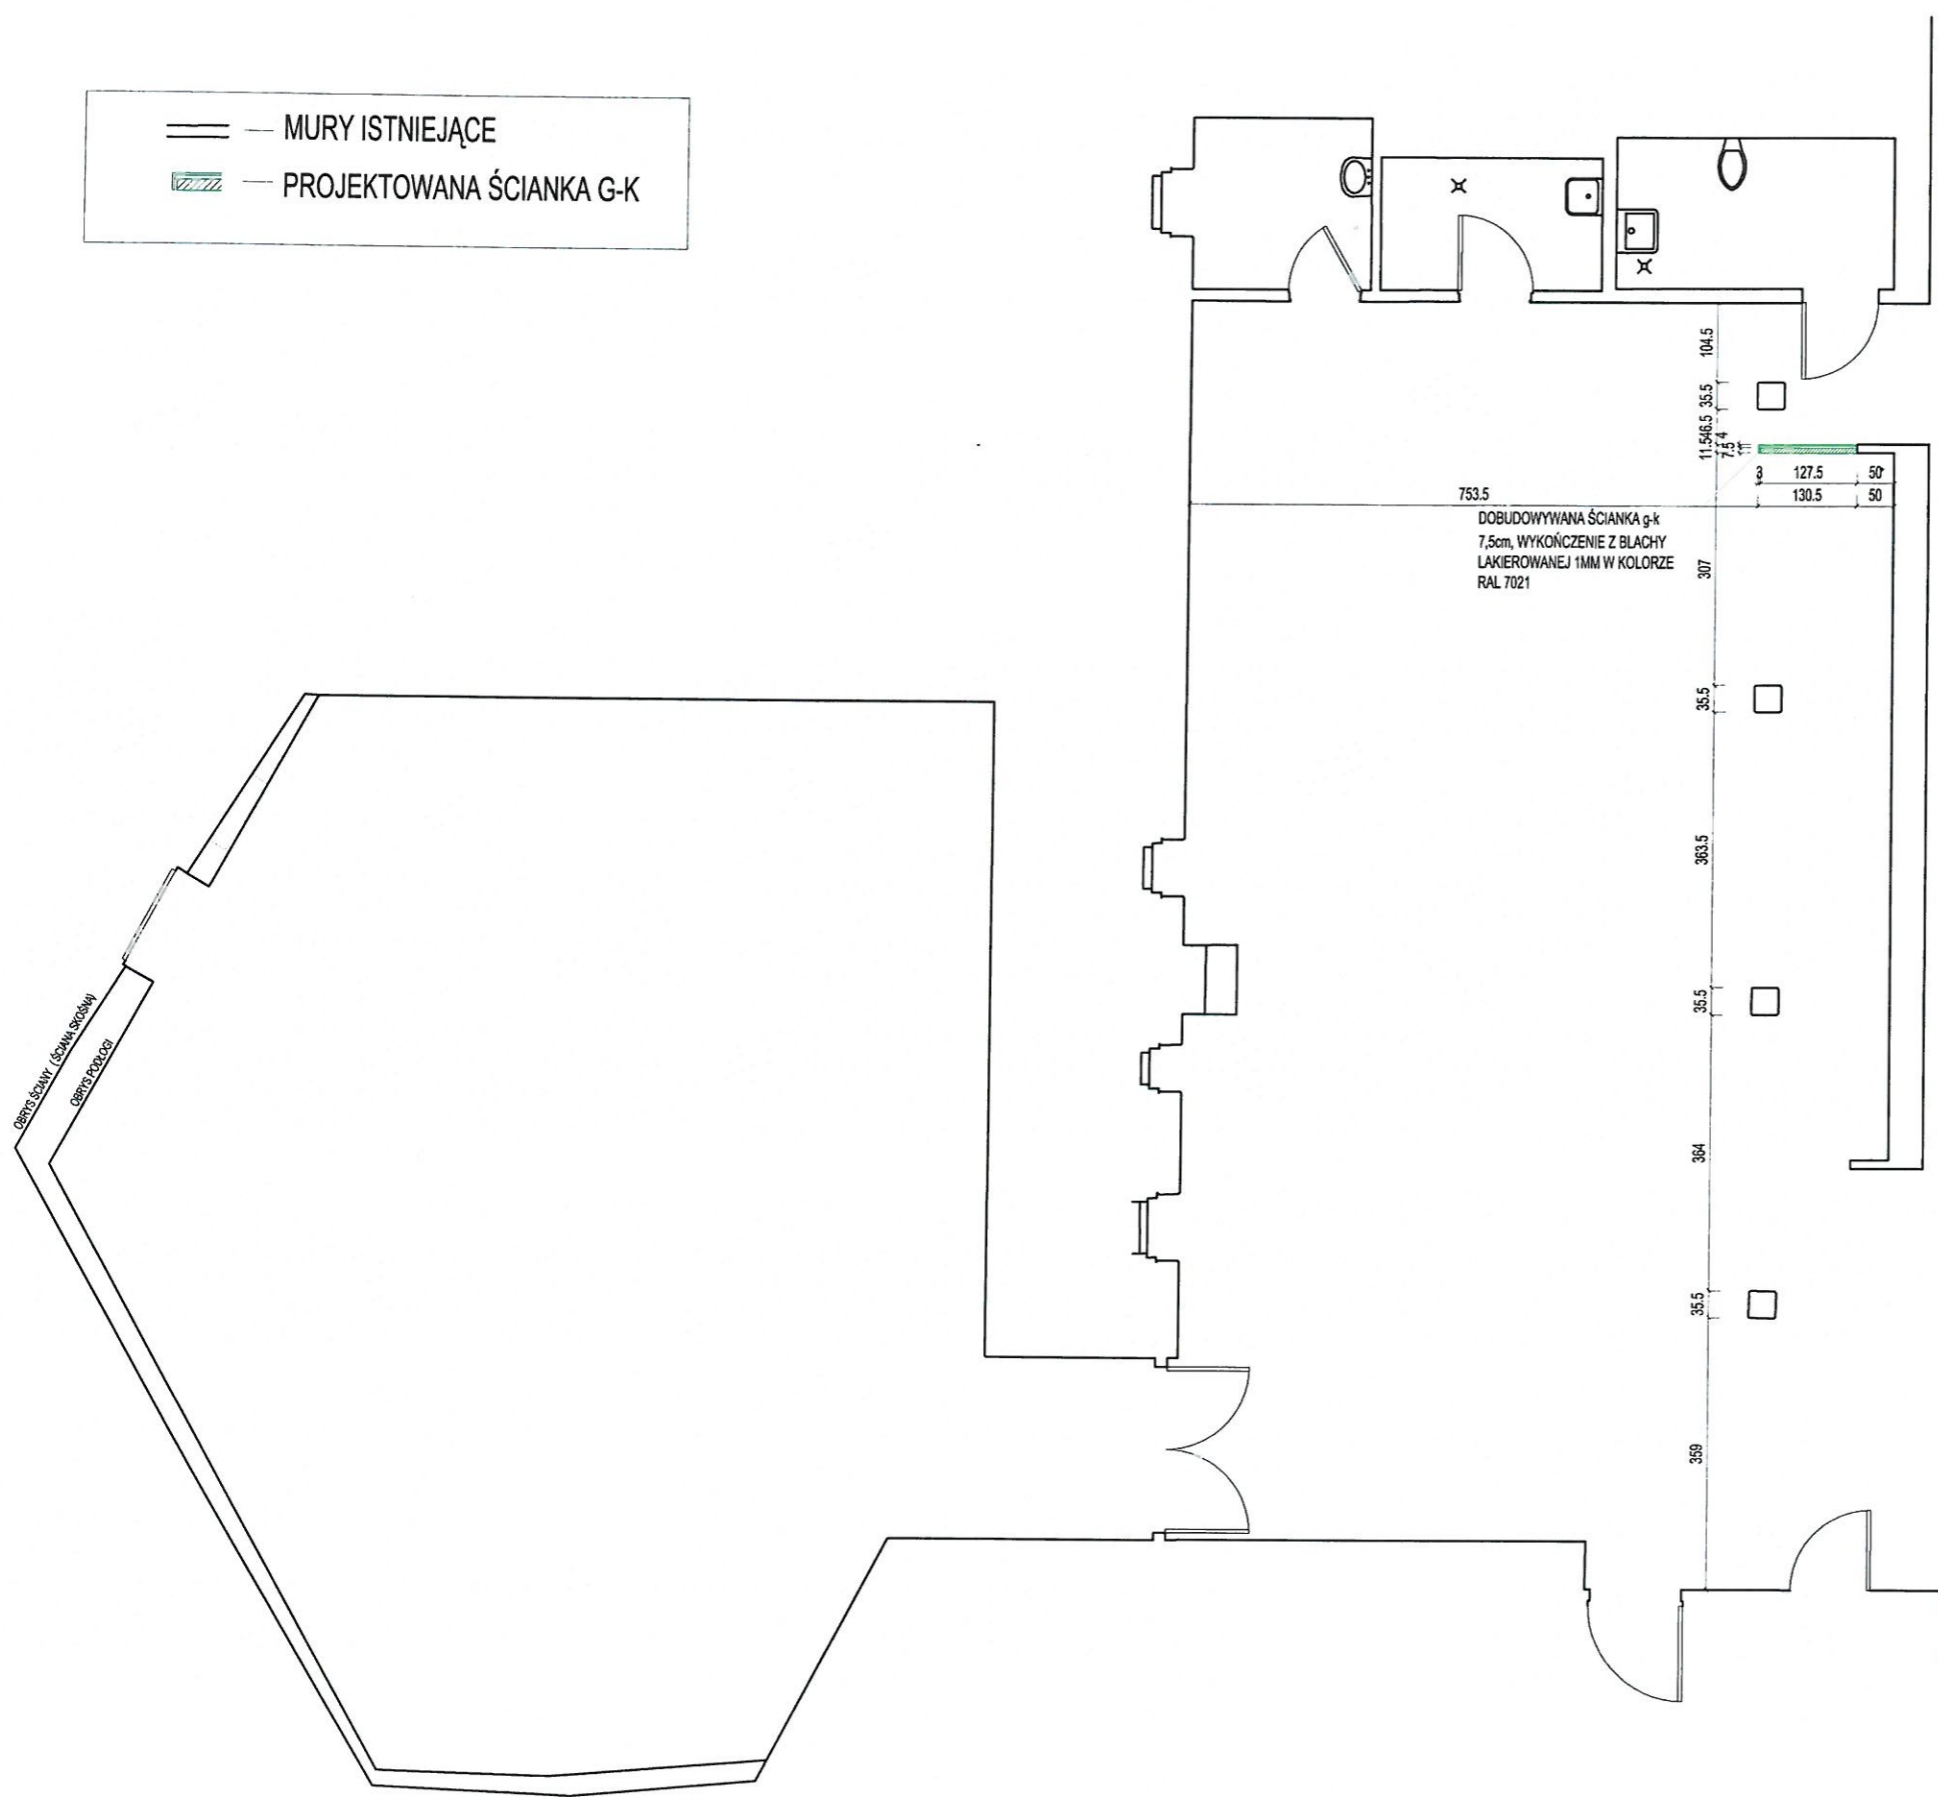 MURY ISTNIEJĄCE
PROJEKTOWANA ŚCIANKA G-K
104.5
35.5
46.5
11.5
4
7.5
3
127.5
50
130.5
50
753.5
DOBUDOWYWANA ŚCIANKA g-k
7,5cm, WYKOŃCZENIE Z BLACHY
LAKIEROWANEJ 1MM W KOLORZE
RAL 7021
307
35.5
363.5
35.5
364
35.5
359
OBRYS ŚCIANY (ŚCIANA SKOŚNA)
OBRYS PODŁOGI